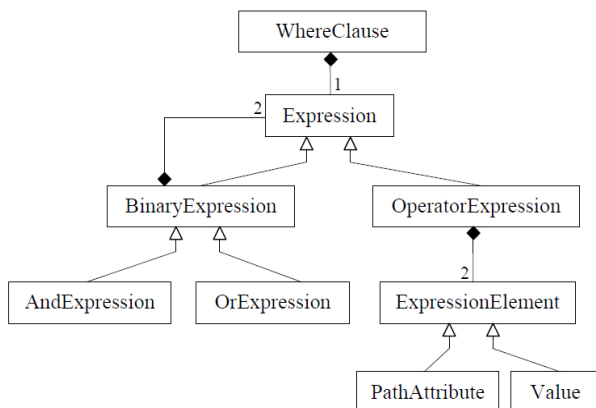 WhereClause
1
2
Expression
BinaryExpression
OperatorExpression
2
AndExpression
OrExpression
ExpressionElement
PathAttribute
Value